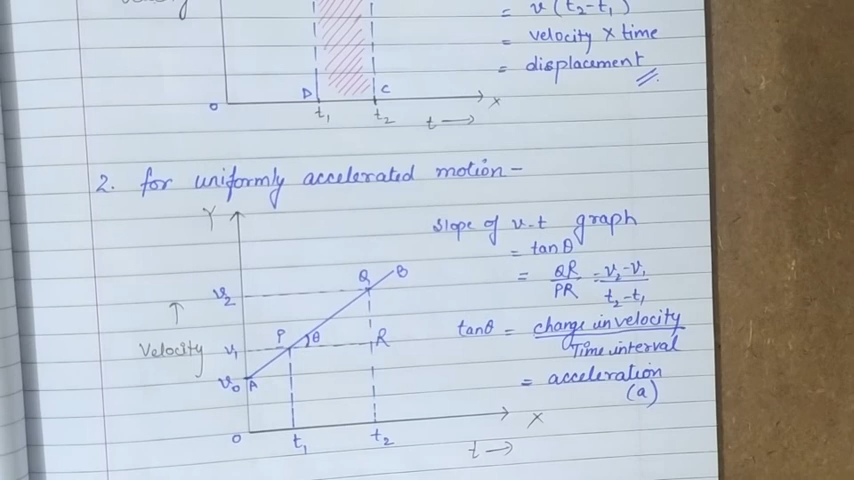 = v (t₂-t₁)
= velocity × time
= displacement
D C
O t₁ t₂ t → X
2. for uniformly accelerated motion -
Y
slope of v-t graph
= tanθ
= QR/PR = v₂-v₁/t₂-t₁
Q B
v₂
↑
Velocity
v₁ P θ R
v₀ A
tanθ = change in velocity/Time interval
= acceleration
(a)
O t₁ t₂ X
t →